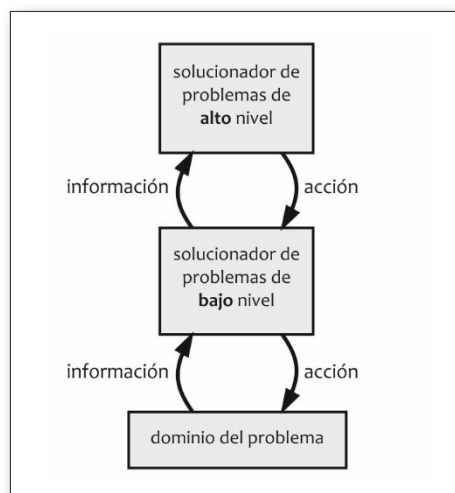 solucionador de
problemas de
alto nivel
información
acción
solucionador de
problemas de
bajo nivel
información
acción
dominio del problema